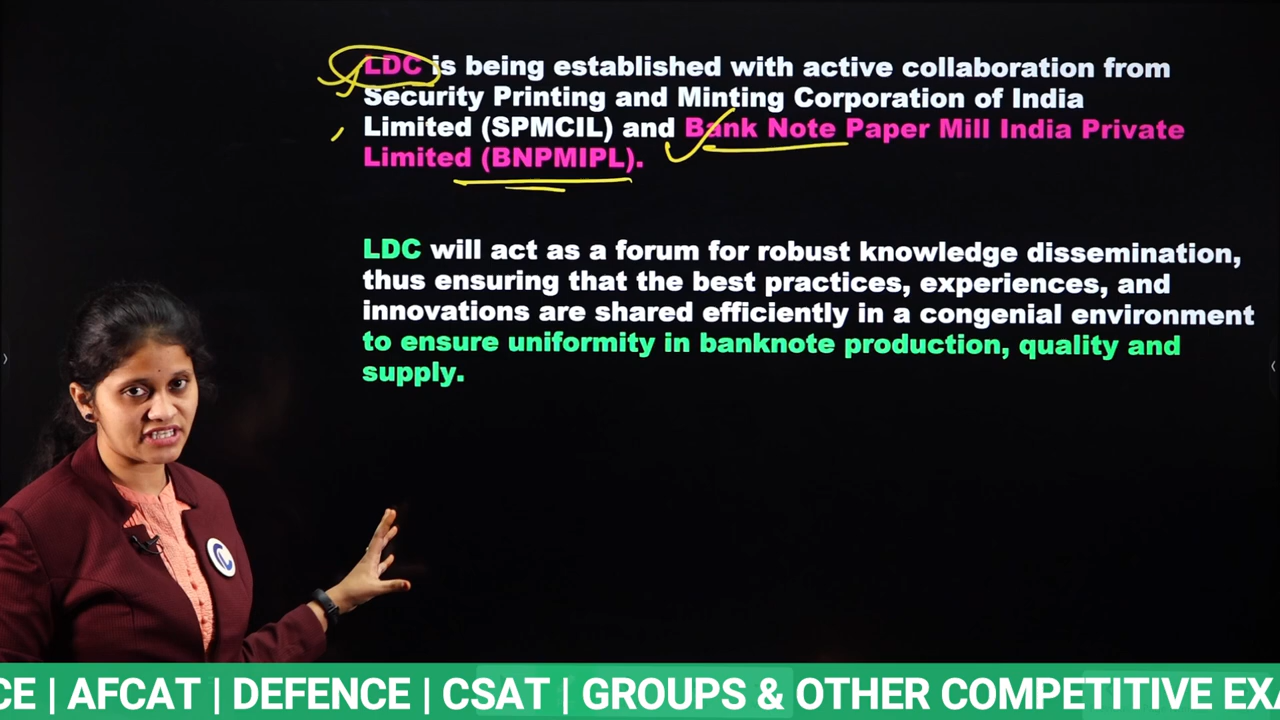 LDC is being established with active collaboration from
Security Printing and Minting Corporation of India
Limited (SPMCIL) and Bank Note Paper Mill India Private
Limited (BNPMIPL).
LDC will act as a forum for robust knowledge dissemination,
thus ensuring that the best practices, experiences, and
innovations are shared efficiently in a congenial environment
to ensure uniformity in banknote production, quality and
supply.
CE | AFCAT | DEFENCE | CSAT | GROUPS & OTHER COMPETITIVE EXA